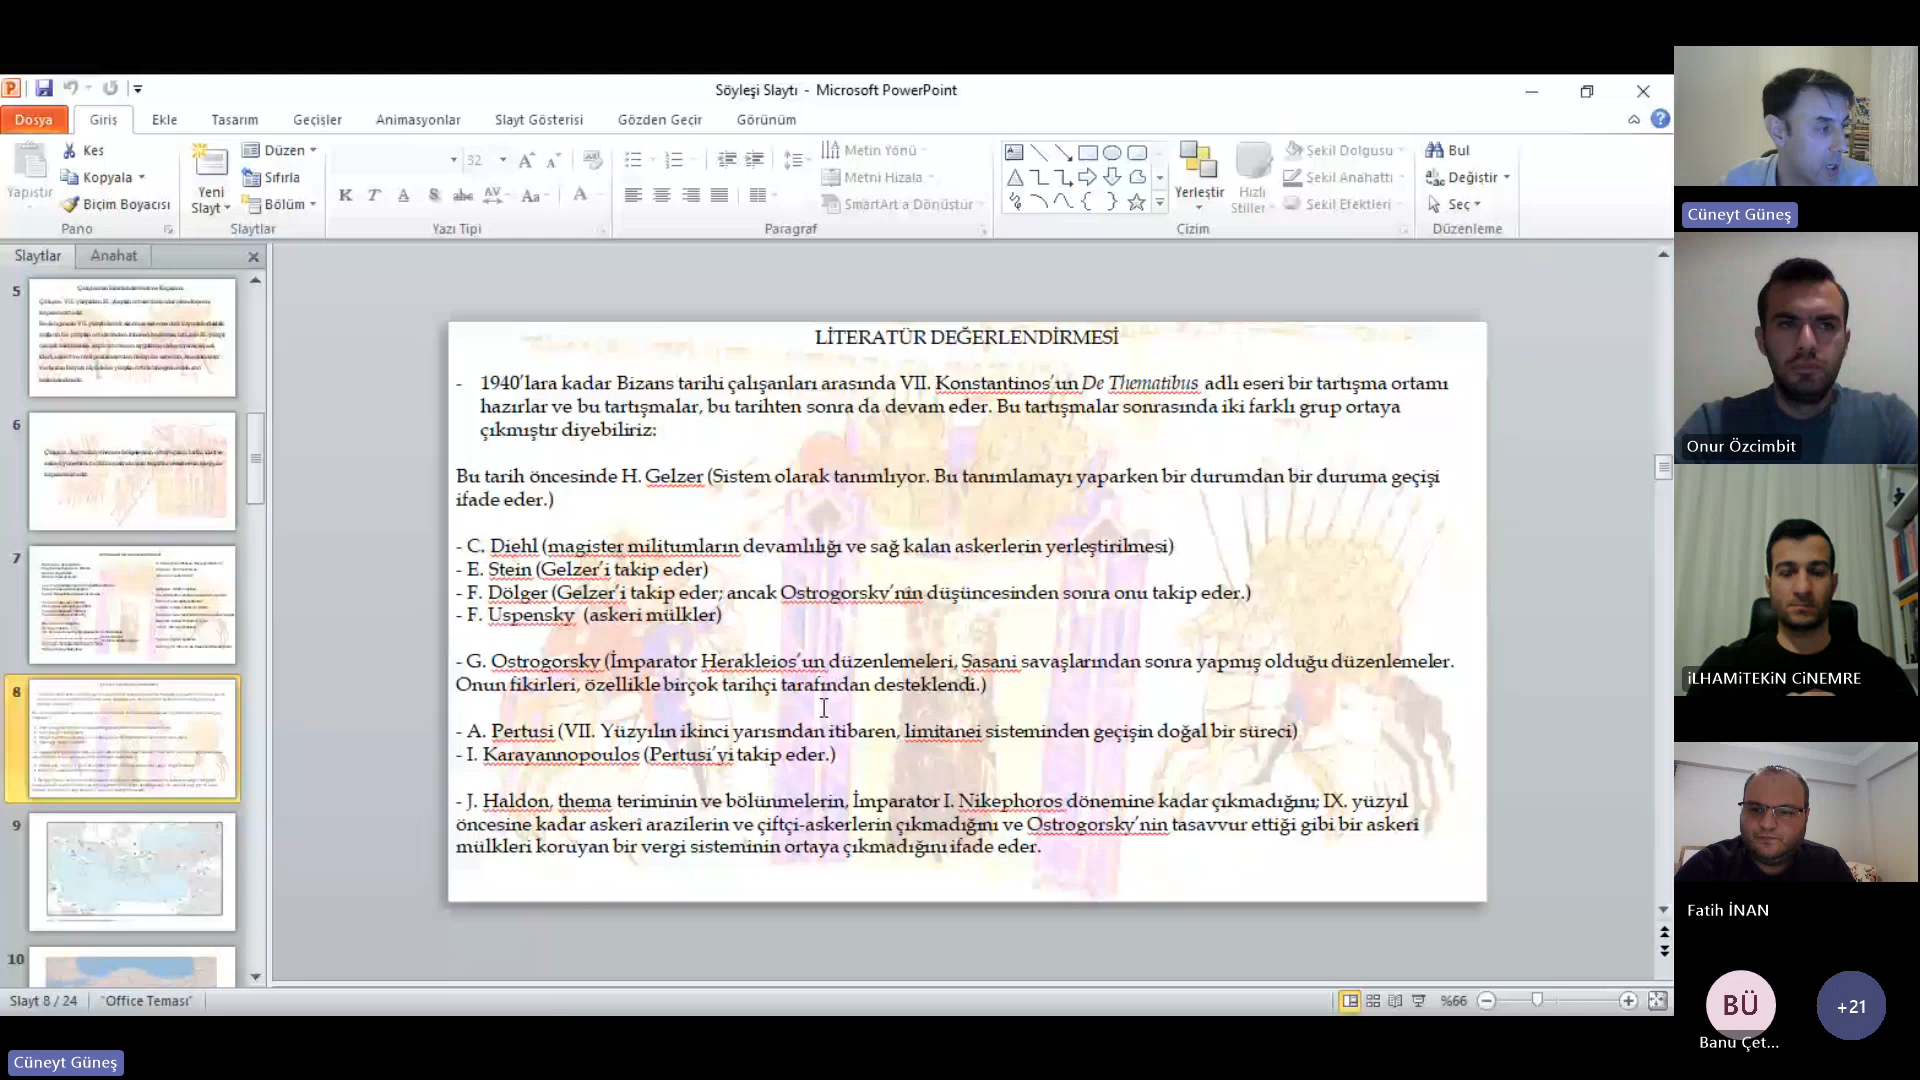 Söyleşi Slaytı - Microsoft PowerPoint
Dosya
Giriş
Ekle
Tasarım
Geçişler
Animasyonlar
Slayt Gösterisi
Gözden Geçir
Görünüm
Yapıştır
Kes
Kopyala
Biçim Boyacısı
Pano
Yeni
Slayt
Düzen
Sıfırla
Bölüm
Slaytlar
32
Yazı Tipi
Metin Yönü
Metni Hizala
SmartArt'a Dönüştür
Paragraf
Yerleştir
Hızlı
Stiller
Şekil Dolgusu
Şekil Anahattı
Şekil Efektleri
Çizim
Bul
Değiştir
Seç
Düzenleme
Slaytlar
Anahat
5
6
7
8
9
10
LİTERATÜR DEĞERLENDİRMESİ
- 1940'lara kadar Bizans tarihi çalışanları arasında VII. Konstantinos'un De Thematibus adlı eseri bir tartışma ortamı
hazırlar ve bu tartışmalar, bu tarihten sonra da devam eder. Bu tartışmalar sonrasında iki farklı grup ortaya
çıkmıştır diyebiliriz:
Bu tarih öncesinde H. Gelzer (Sistem olarak tanımlıyor. Bu tanımlamayı yaparken bir durumdan bir duruma geçişi
ifade eder.)
- C. Diehl (magister militumların devamlılığı ve sağ kalan askerlerin yerleştirilmesi)
- E. Stein (Gelzer'i takip eder)
- F. Dölger (Gelzer'i takip eder; ancak Ostrogorsky'nin düşüncesinden sonra onu takip eder.)
- F. Uspensky (askeri mülkler)
- G. Ostrogorsky (İmparator Herakleios'un düzenlemeleri, Sasani savaşlarından sonra yapmış olduğu düzenlemeler.
Onun fikirleri, özellikle birçok tarihçi tarafından desteklendi.)
- A. Pertusi (VII. Yüzyılın ikinci yarısından itibaren, limitanei sisteminden geçişin doğal bir süreci)
- I. Karayannopoulos (Pertusi'yi takip eder.)
- J. Haldon, thema teriminin ve bölünmelerin, İmparator I. Nikephoros dönemine kadar çıkmadığını; IX. yüzyıl
öncesine kadar askerî arazilerin ve çiftçi-askerlerin çıkmadığını ve Ostrogorsky'nin tasavvur ettiği gibi bir askerî
mülkleri koruyan bir vergi sisteminin ortaya çıkmadığını ifade eder.
Slayt 8 / 24
"Office Teması"
%66
Cüneyt Güneş
Onur Özcimbit
iLHAMiTEKiN CiNEMRE
Fatih İNAN
BÜ
Banu Çet...
+21
Cüneyt Güneş